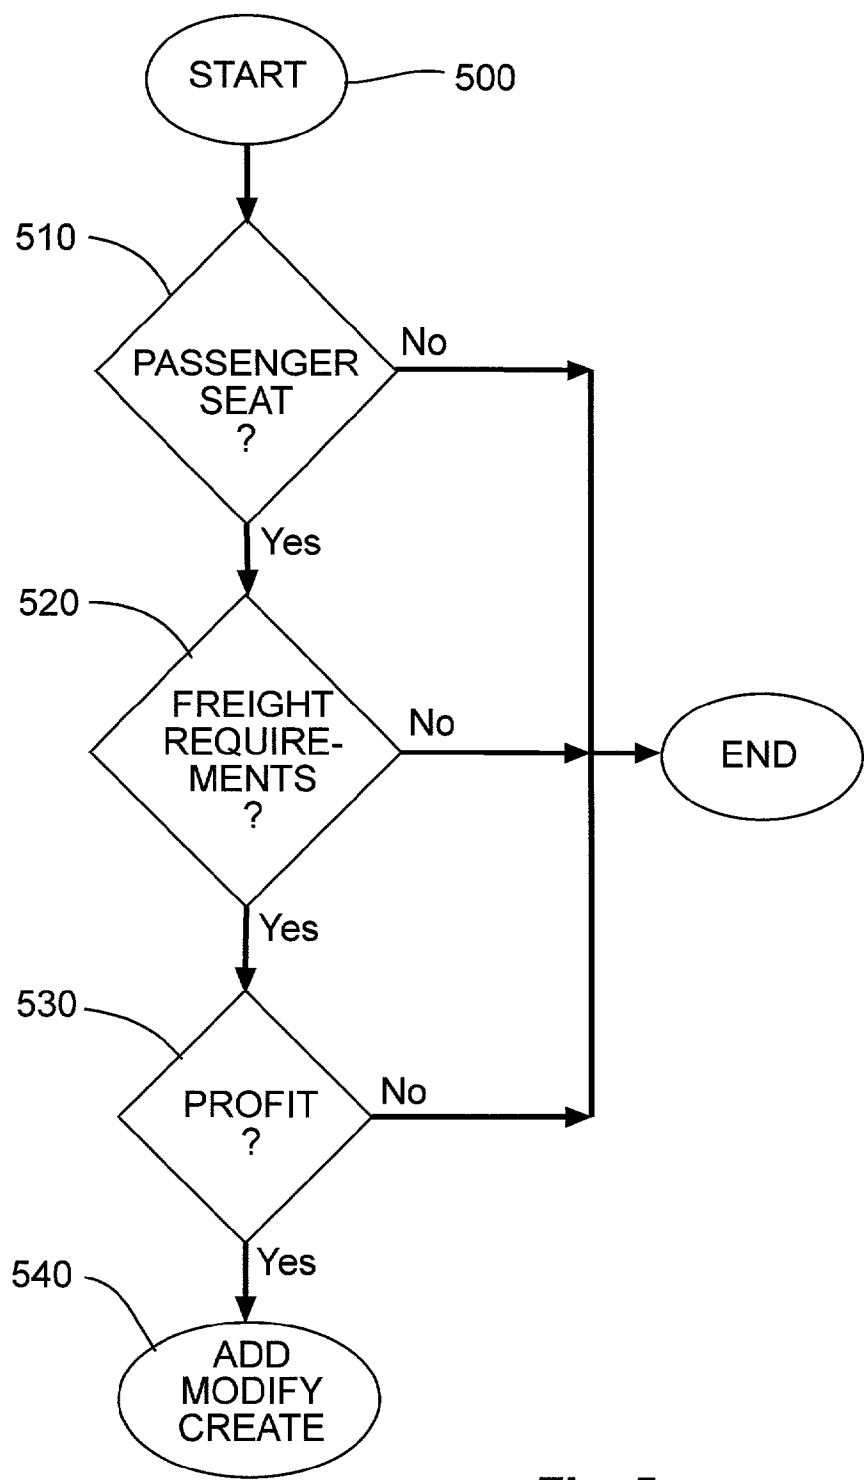 START
500
510
No
PASSENGER
SEAT
?
Yes
520
FREIGHT
No
REQUIRE-
MENTS
?
END
Yes
530
No
PROFIT
?
Yes
540
ADD
MODIFY
CREATE